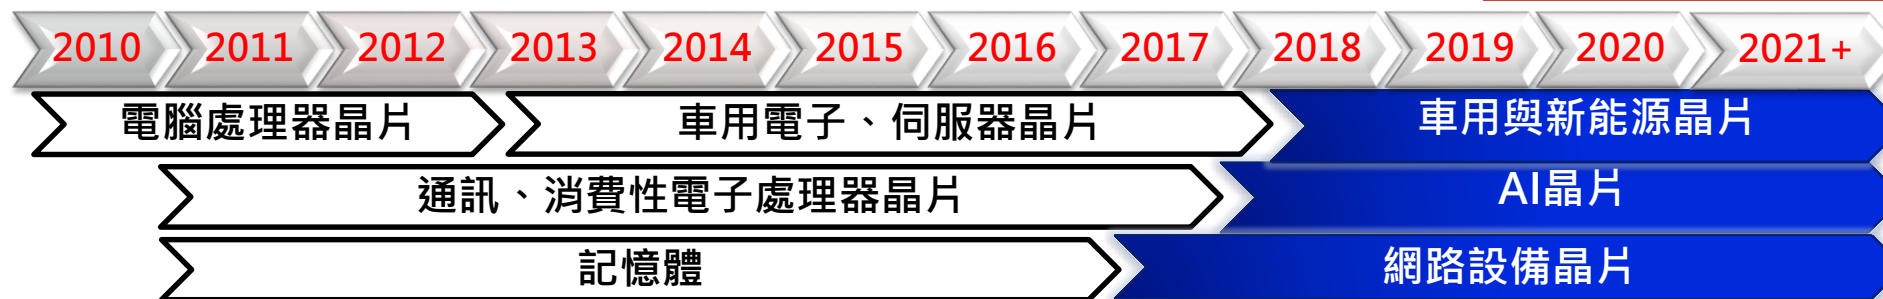 2010 2011 2012 2013 2014 2015 2016 2017 2018 2019 2020 2021+
電腦處理器晶片 車用電子、伺服器晶片 車用與新能源晶片
通訊、消費性電子處理器晶片 AI晶片
記憶體 網路設備晶片